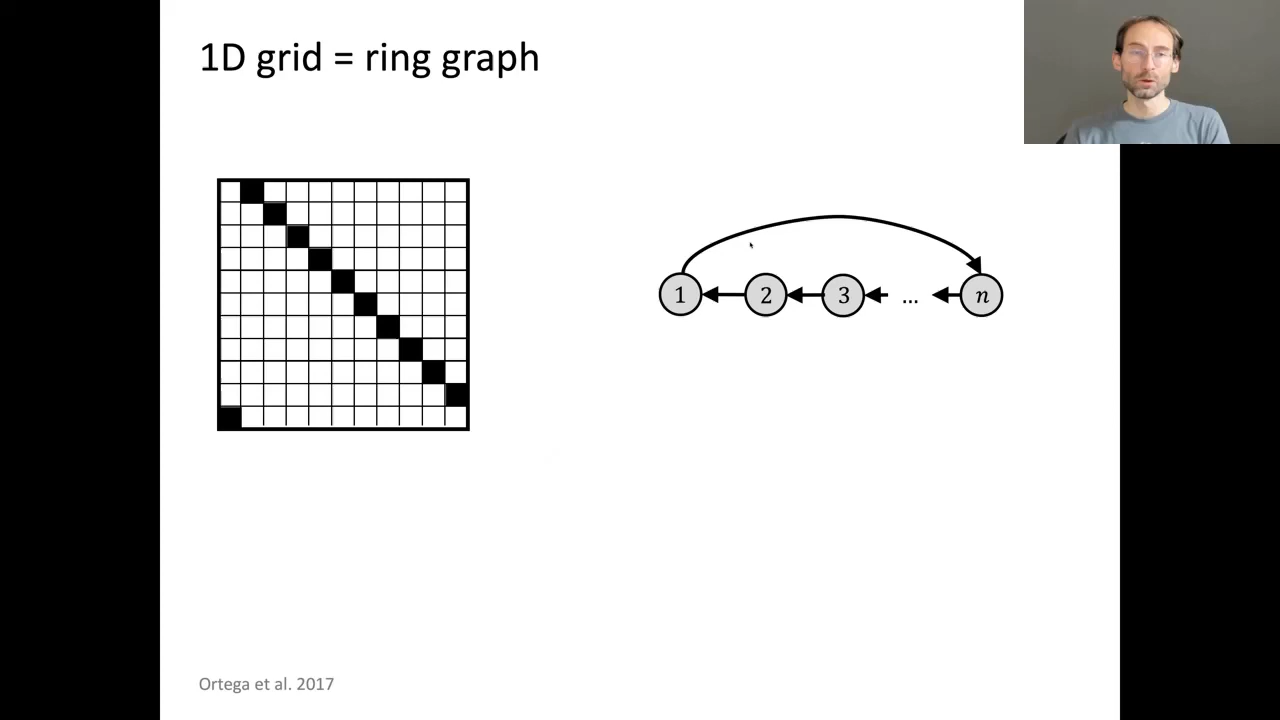 1D grid = ring graph
1 2 3 ... n
Ortega et al. 2017